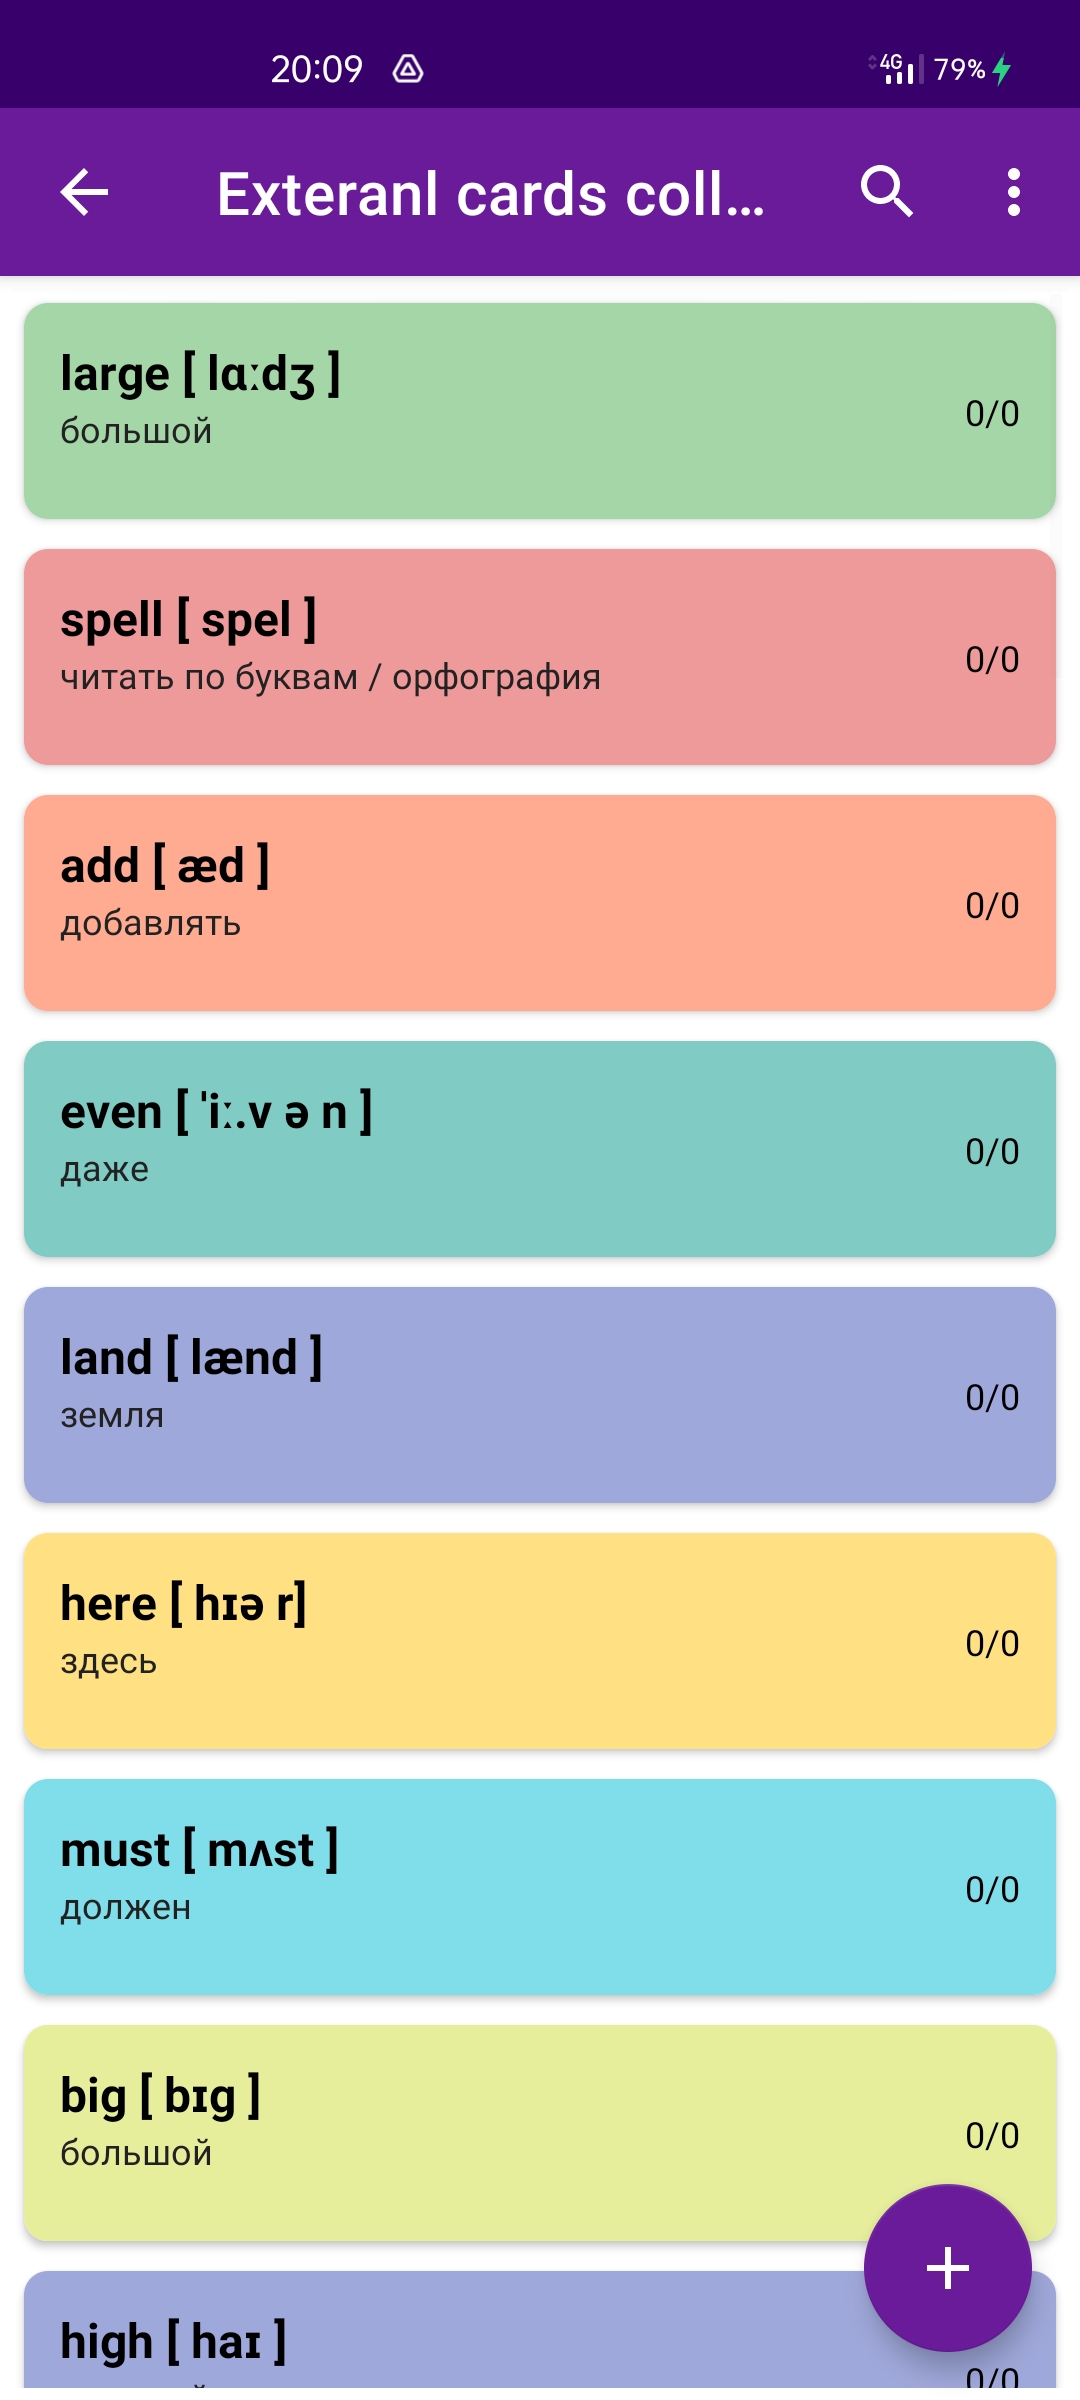 20:09
4G 79%
Exteranl cards coll...
large [ lɑːdʒ ]
большой
0/0
spell [ spel ]
читать по буквам / орфография
0/0
add [ æd ]
добавлять
0/0
even [ ˈiː.v ə n ]
даже
0/0
land [ lænd ]
земля
0/0
here [ hɪə r]
здесь
0/0
must [ mʌst ]
должен
0/0
big [ bɪg ]
большой
0/0
high [ haɪ ]
0/0